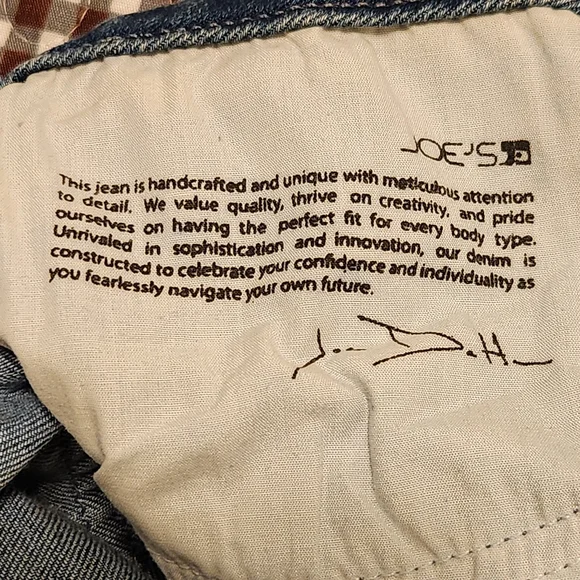 JOE'S
This jean is handcrafted and unique with meticulous attention
to detail. We value quality, thrive on creativity, and pride
ourselves on having the perfect fit for every body type.
Unrivaled in sophistication and innovation, our denim is
constructed to celebrate your confidence and individuality as
you fearlessly navigate your own future.